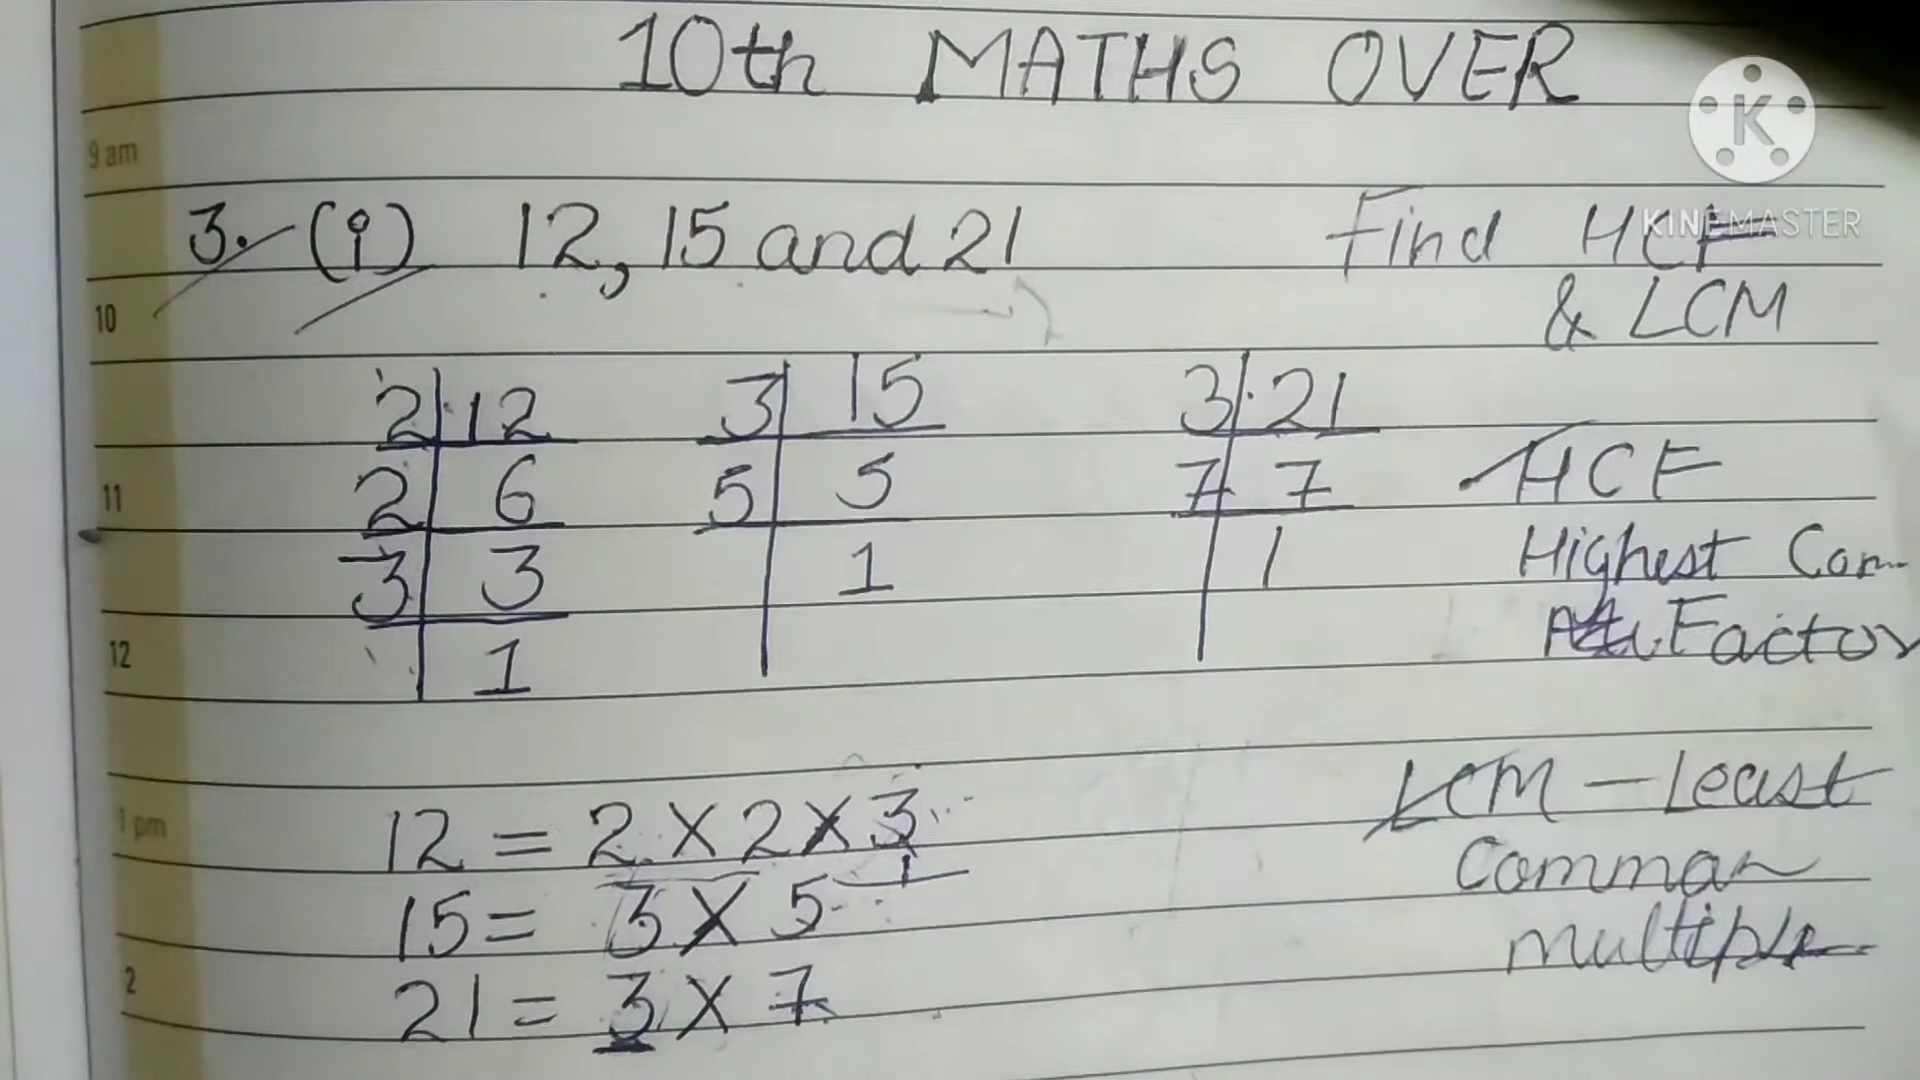 10th MATHS OVER
K
KINEMASTER
9 am
3. (i) 12, 15 and 21 Find HCF
& LCM
10
2 12 3 15 3 21
2 6 5 5 7 7 HCF
11
3 3 1 1 Highest Com
Factor
12
1
LCM - Least
1 pm
12 = 2 X 2 X 3
Comman
15 = 3 X 5
multiple
2
21 = 3 X 7